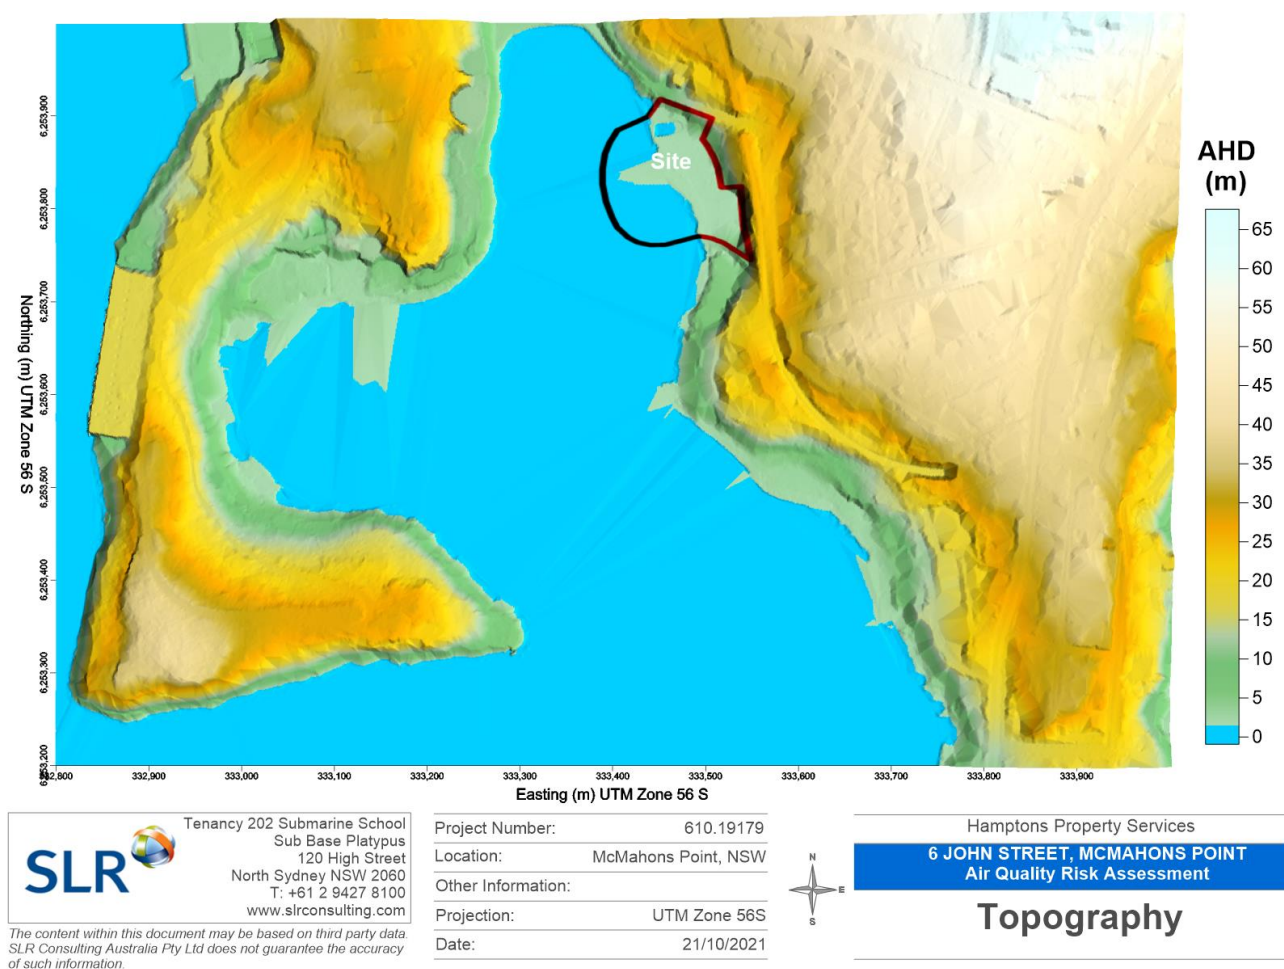 Site
AHD
(m)
65
60
55
50
45
40
35
30
25
20
15
10
5
0
Northing (m) UTM Zone 56 S
6,253,900
6,253,800
6,253,700
6,253,600
6,253,500
6,253,400
6,253,300
6,253,200
332,800
332,900
333,000
333,100
333,200
333,300
333,400
333,500
333,600
333,700
333,800
333,900
Easting (m) UTM Zone 56 S
SLR
Tenancy 202 Submarine School
Sub Base Platypus
120 High Street
North Sydney NSW 2060
T: +61 2 9427 8100
www.slrconsulting.com
The content within this document may be based on third party data.
SLR Consulting Australia Pty Ltd does not guarantee the accuracy
of such information.
Project Number: 610.19179
Location: McMahons Point, NSW
Other Information:
Projection: UTM Zone 56S
Date: 21/10/2021
N
E
S
Hamptons Property Services
6 JOHN STREET, MCMAHONS POINT
Air Quality Risk Assessment
Topography